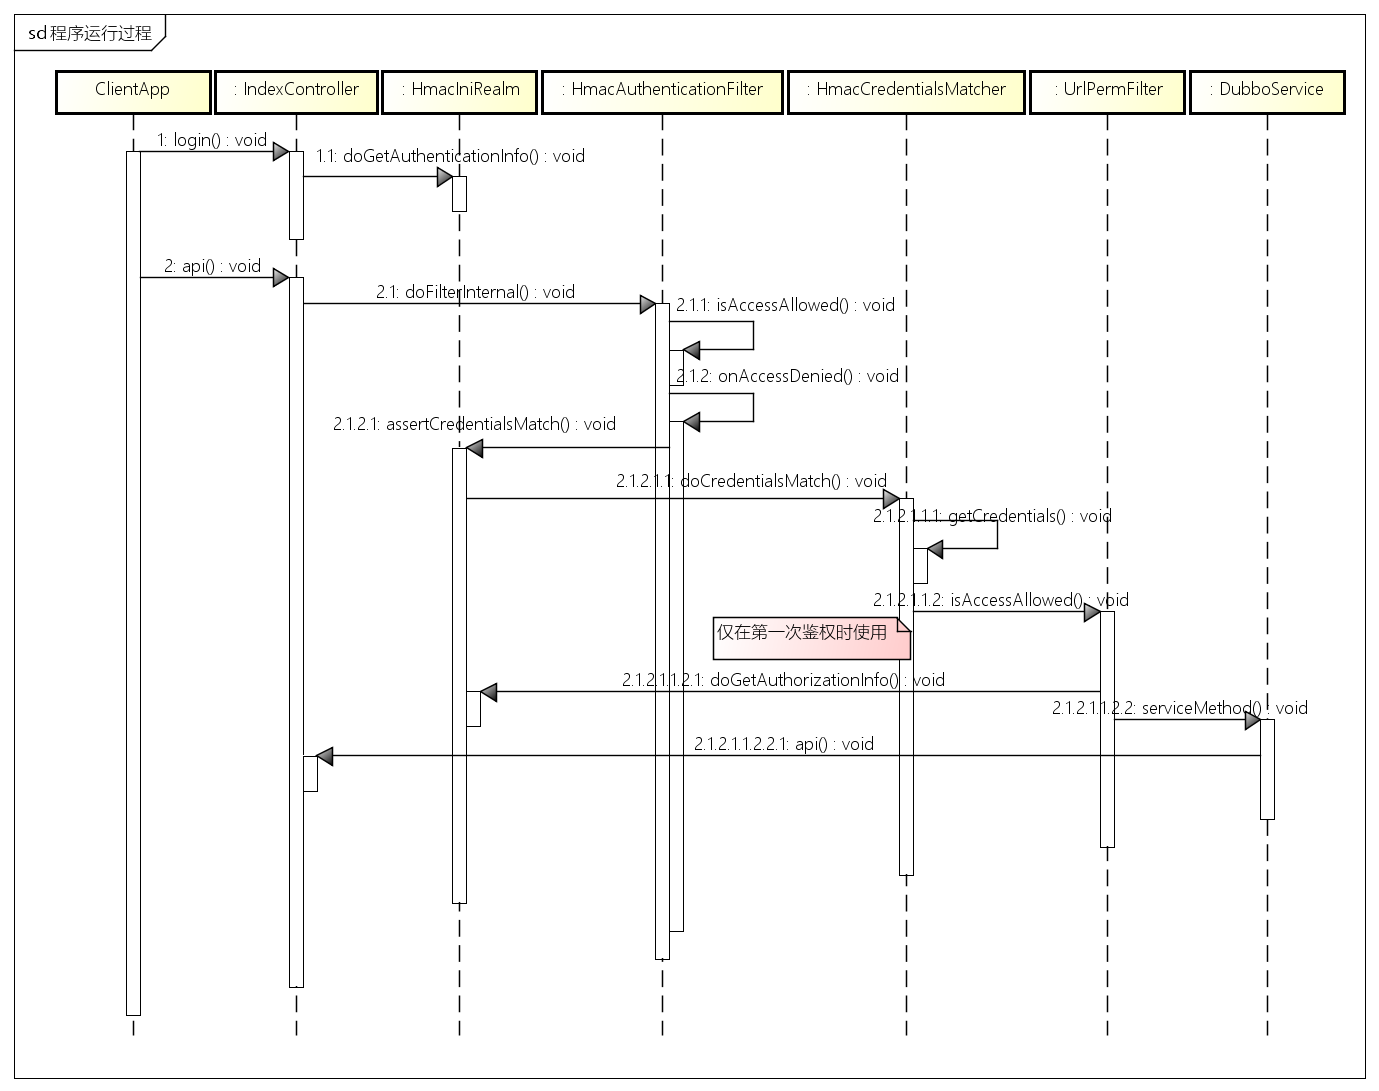 sd 程序运行过程
ClientApp
: IndexController
: HmacIniRealm
: HmacAuthenticationFilter
: HmacCredentialsMatcher
: UrlPermFilter
: DubboService
1: login() : void
1.1: doGetAuthenticationInfo() : void
2: api() : void
2.1: doFilterInternal() : void
2.1.1: isAccessAllowed() : void
2.1.2: onAccessDenied() : void
2.1.2.1: assertCredentialsMatch() : void
2.1.2.1.1: doCredentialsMatch() : void
2.1.2.1.1.1: getCredentials() : void
2.1.2.1.1.2: isAccessAllowed() : void
仅在第一次鉴权时使用
2.1.2.1.1.2.1: doGetAuthorizationInfo() : void
2.1.2.1.1.2.2: serviceMethod() : void
2.1.2.1.1.2.2.1: api() : void